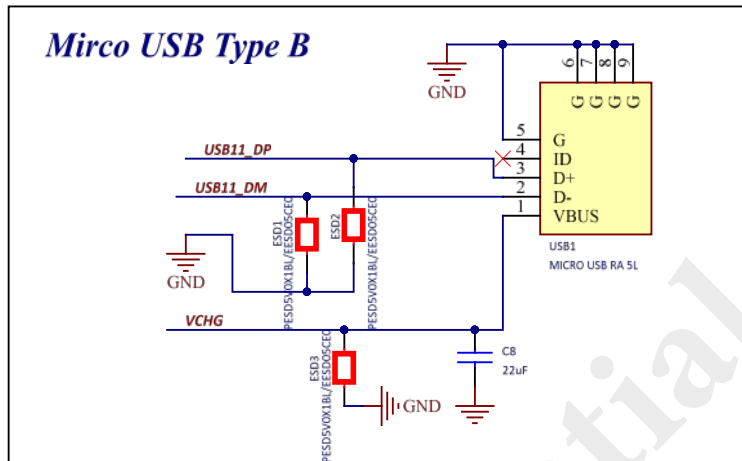 Mirco USB Type B
GND
6
7
8
9
G
G
G
G
5
G
4
ID
3
D+
2
D-
1
VBUS
USB1
MICRO USB RA 5L
USB11_DP
USB11_DM
ESD1
PESD5V0X1BL/EESD05CEC
ESD2
PESD5V0X1BL/EESD05CEC
GND
VCHG
ESD3
PESD5V0X1BL/EESD05CEC
GND
C8
22uF